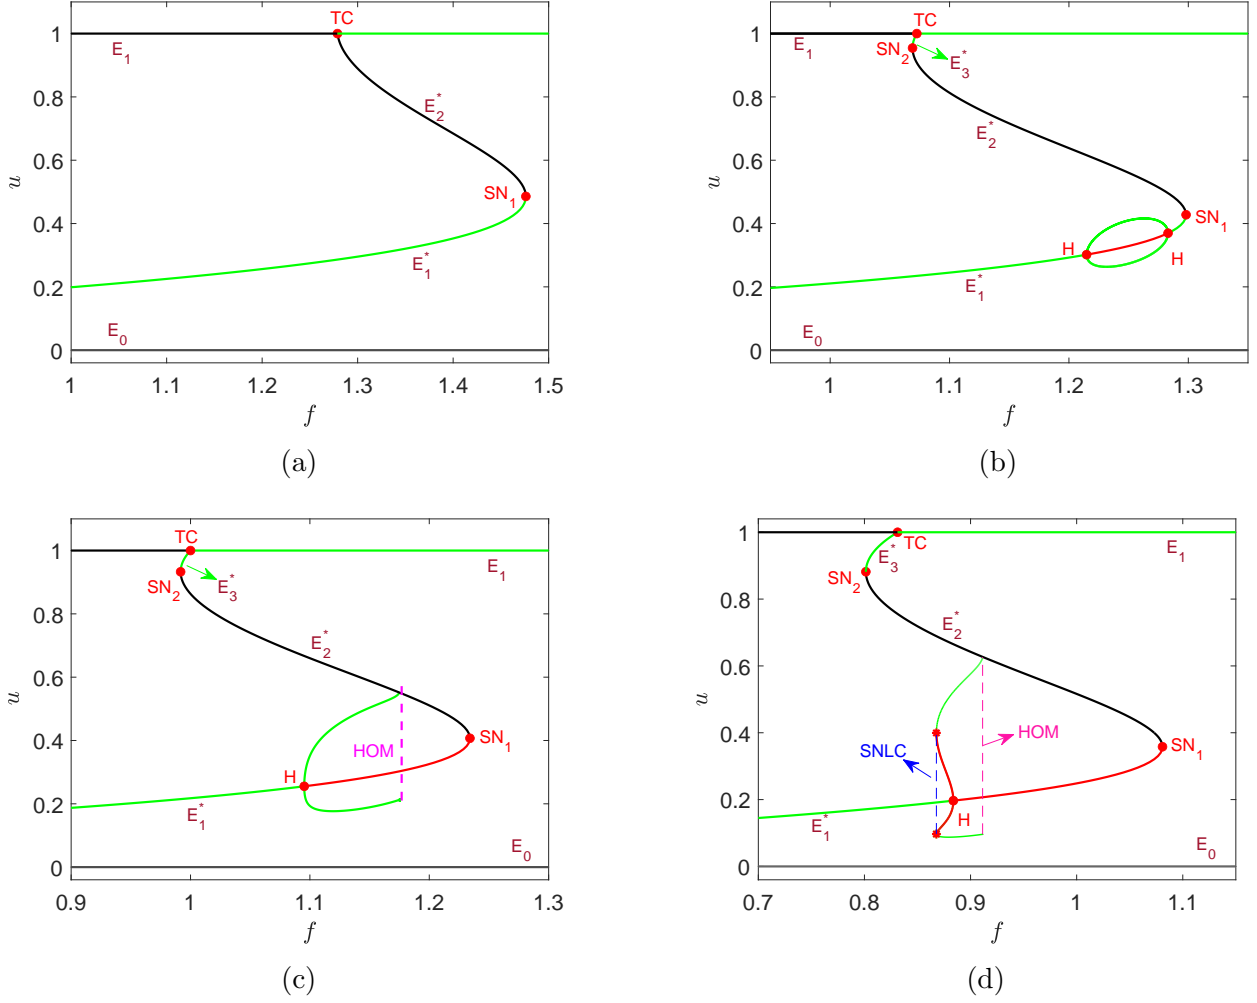 TC
E1
E2*
SN1
E1*
E0
u
0
0.2
0.4
0.6
0.8
1
1
1.1
1.2
1.3
1.4
1.5
f
(a)
TC
E1
SN2
E3*
E2*
SN1
H
H
E1*
E0
u
0
0.2
0.4
0.6
0.8
1
1
1.1
1.2
1.3
f
(b)
TC
E1
SN2
E3*
E2*
SN1
HOM
H
E1*
E0
u
0
0.2
0.4
0.6
0.8
1
0.9
1
1.1
1.2
1.3
f
(c)
TC
E1
E3*
SN2
E2*
SNLC
HOM
SN1
H
E1*
E0
u
0
0.2
0.4
0.6
0.8
1
0.7
0.8
0.9
1
1.1
f
(d)